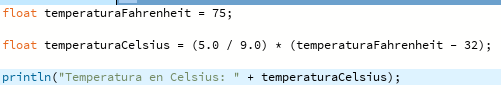 float temperaturaFahrenheit = 75;
float temperaturaCelsius = (5.0 / 9.0) * (temperaturaFahrenheit - 32);
println("Temperatura en Celsius: " + temperaturaCelsius);